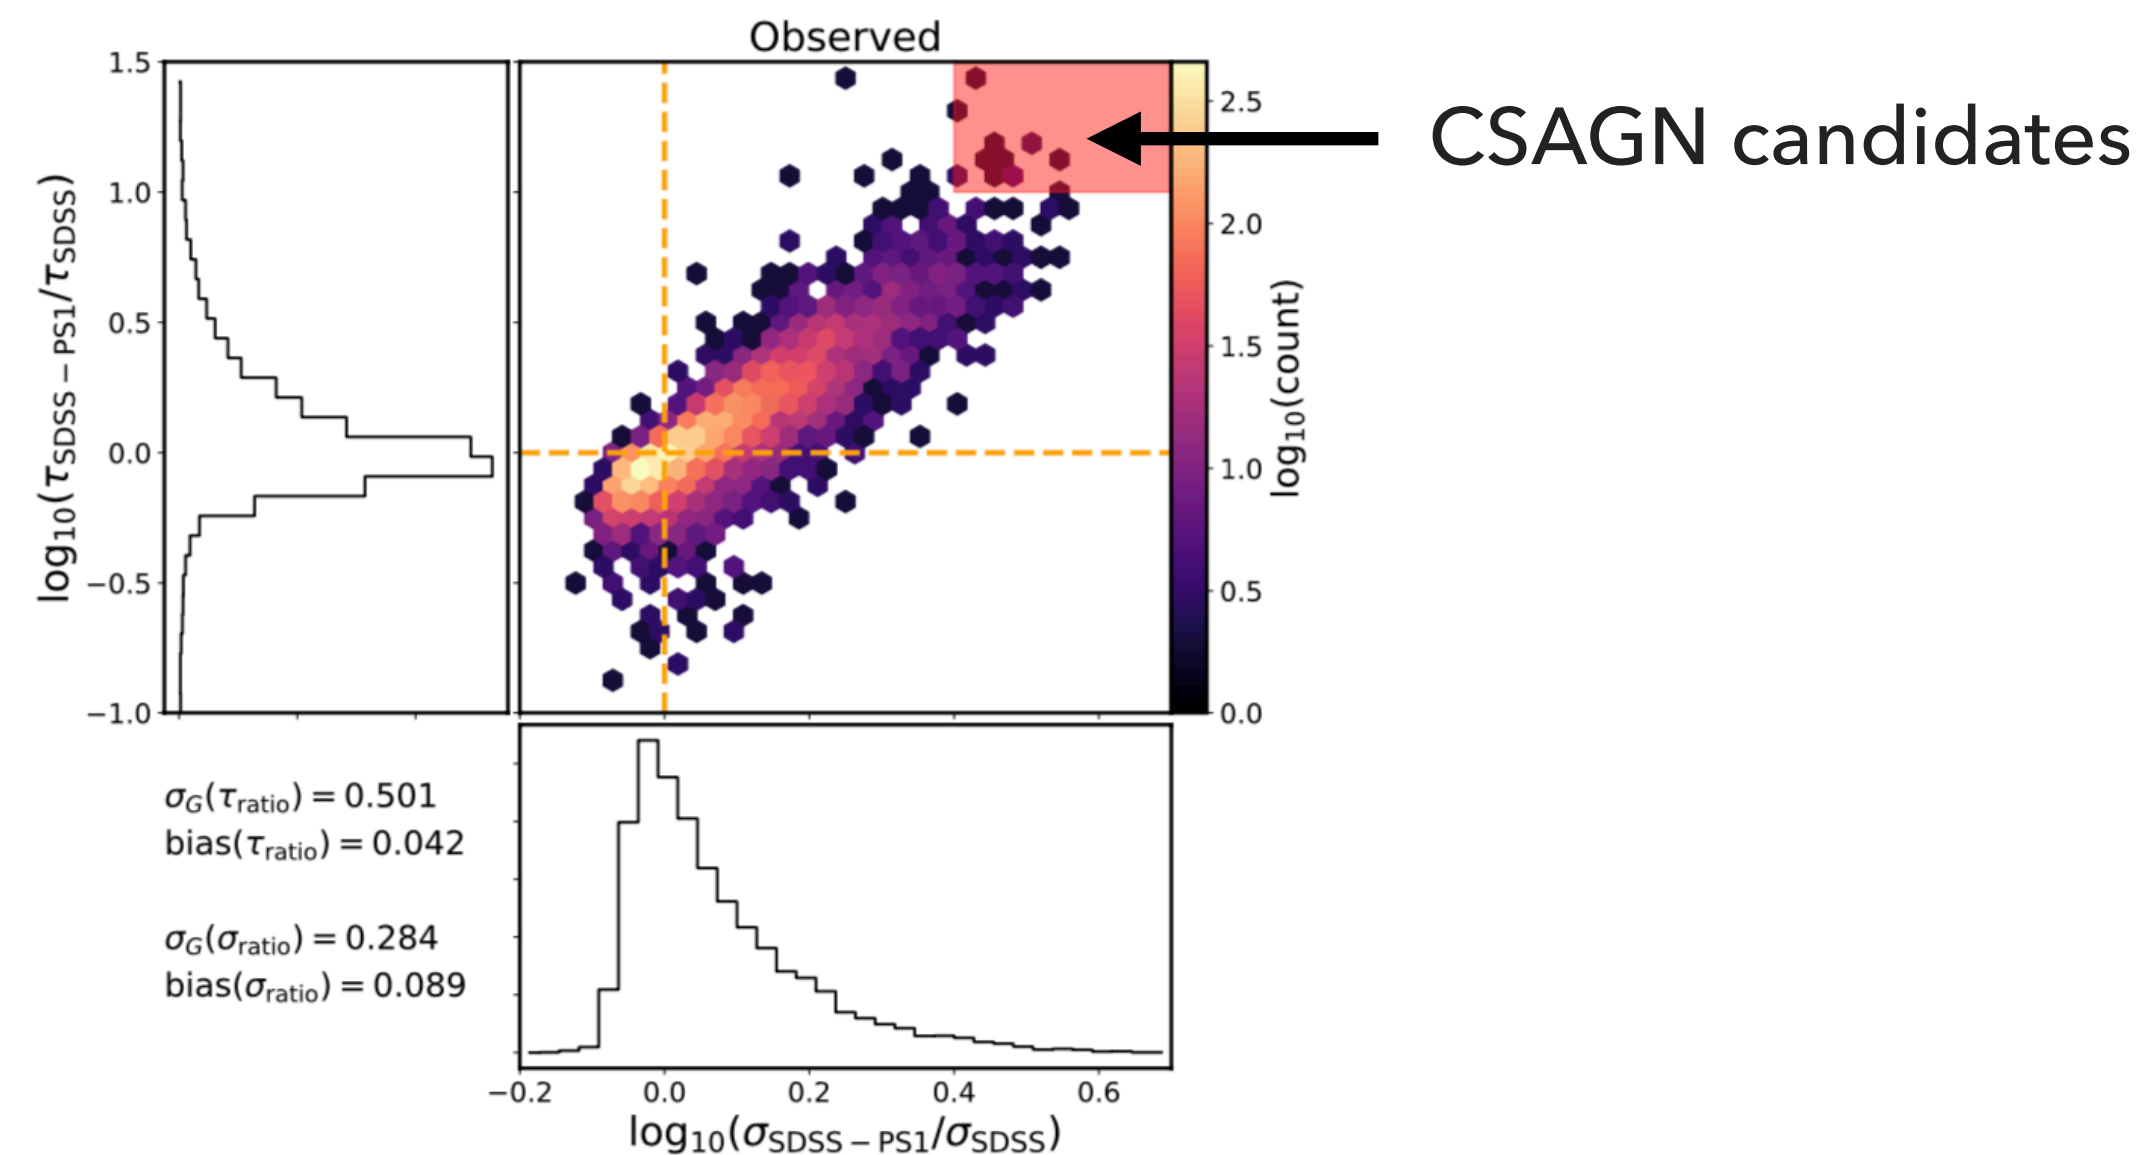 Observed
CSAGN candidates
log10(τSDSS − PS1/τSDSS)
1.5
1.0
0.5
0.0
−0.5
−1.0
2.5
2.0
1.5
1.0
0.5
0.0
log10(count)
σG(τratio) = 0.501
bias(τratio) = 0.042
σG(σratio) = 0.284
bias(σratio) = 0.089
−0.2 0.0 0.2 0.4 0.6
log10(σSDSS − PS1/σSDSS)